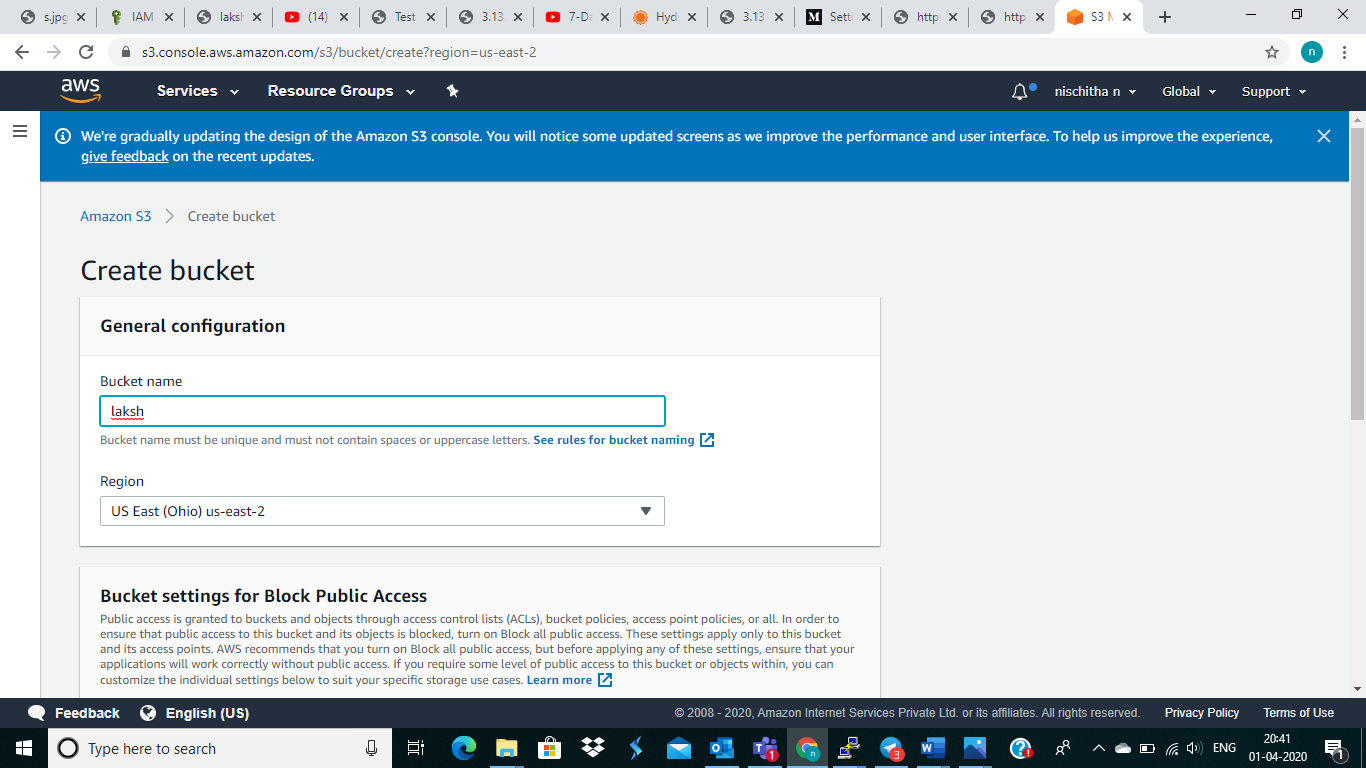 s.jpg
IAM
laksh
(14)
Test
3.13
7-Da
Hyd
3.13
Setti
http
http
S3 M
s3.console.aws.amazon.com/s3/bucket/create?region=us-east-2
n
aws
Services
Resource Groups
nischitha n
Global
Support
We're gradually updating the design of the Amazon S3 console. You will notice some updated screens as we improve the performance and user interface. To help us improve the experience,
give feedback on the recent updates.
Amazon S3
Create bucket
Create bucket
General configuration
Bucket name
laksh
Bucket name must be unique and must not contain spaces or uppercase letters. See rules for bucket naming
Region
US East (Ohio) us-east-2
Bucket settings for Block Public Access
Public access is granted to buckets and objects through access control lists (ACLs), bucket policies, access point policies, or all. In order to
ensure that public access to this bucket and its objects is blocked, turn on Block all public access. These settings apply only to this bucket
and its access points. AWS recommends that you turn on Block all public access, but before applying any of these settings, ensure that your
applications will work correctly without public access. If you require some level of public access to this bucket or objects within, you can
customize the individual settings below to suit your specific storage use cases. Learn more
Feedback
English (US)
© 2008 - 2020, Amazon Internet Services Private Ltd. or its affiliates. All rights reserved.
Privacy Policy
Terms of Use
Type here to search
1
n
3
ENG
20:41
01-04-2020
1